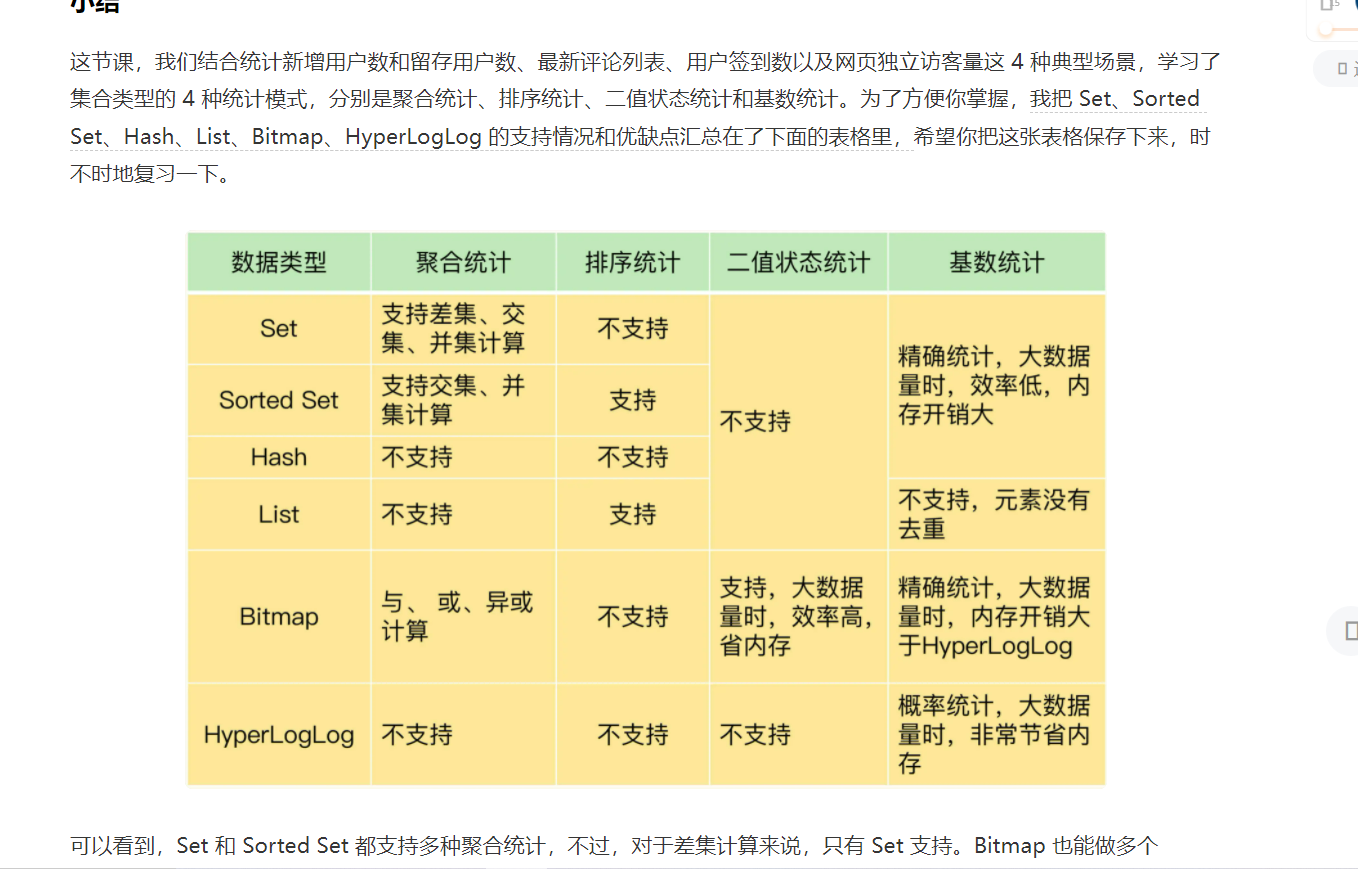 小结
这节课，我们结合统计新增用户数和留存用户数、最新评论列表、用户签到数以及网页独立访客量这 4 种典型场景，学习了
集合类型的 4 种统计模式，分别是聚合统计、排序统计、二值状态统计和基数统计。为了方便你掌握，我把 Set、Sorted
Set、Hash、List、Bitmap、HyperLogLog 的支持情况和优缺点汇总在了下面的表格里，希望你把这张表格保存下来，时
不时地复习一下。
数据类型 聚合统计 排序统计 二值状态统计 基数统计
Set
支持差集、交
集、并集计算
不支持
Sorted Set
支持交集、并
集计算
支持
不支持
精确统计，大数据
量时，效率低，内
存开销大
Hash 不支持 不支持
List 不支持 支持
不支持，元素没有
去重
Bitmap
与、 或、异或
计算
不支持
支持，大数据
量时，效率高，
省内存
精确统计，大数据
量时，内存开销大
于HyperLogLog
HyperLogLog 不支持 不支持 不支持
概率统计，大数据
量时，非常节省内
存
可以看到，Set 和 Sorted Set 都支持多种聚合统计，不过，对于差集计算来说，只有 Set 支持。Bitmap 也能做多个